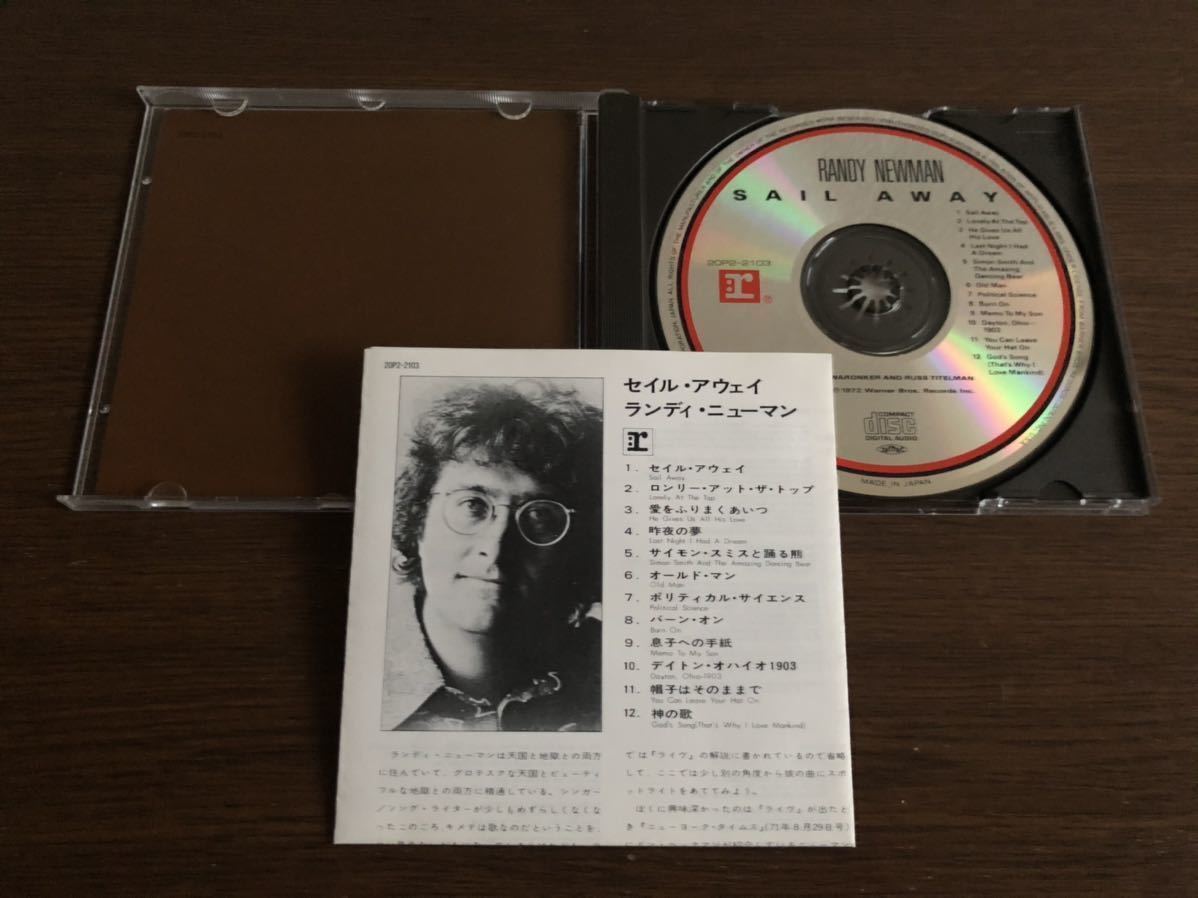 RANDY NEWMAN
SAIL AWAY
20P2-2103
1 Sail Away
2 Lonely At The Top
3 He Gives Us All
His Love
4 Last Night I Had
A Dream
5 Simon Smith And
The Amazing
Dancing Bear
6 Old Man
7 Political Science
8 Burn On
9 Memo To My Son
10 Dayton, Ohio—
1903
11 You Can Leave
Your Hat On
12 God's Song
(That's Why I
Love Mankind)
WARONKER AND RUSS TITELMAN
1972 Warner Bros. Records Inc.
COMPACT
disc
DIGITAL AUDIO
MADE IN JAPAN
20P2-2103
セイル・アウェイ
ランディ・ニューマン
1. セイル・アウェイ
Sail Away
2. ロンリー・アット・ザ・トップ
Lonely At The Top
3. 愛をふりまくあいつ
He Gives Us All His Love
4. 昨夜の夢
Last Night I Had A Dream
5. サイモン・スミスと踊る熊
Simon Smith And The Amazing Dancing Bear
6. オールド・マン
Old Man
7. ポリティカル・サイエンス
Political Science
8. バーン・オン
Burn On
9. 息子への手紙
Memo To My Son
10. デイトン・オハイオ1903
Dayton, Ohio-1903
11. 帽子はそのままで
You Can Leave Your Hat On
12. 神の歌
God's Song(That's Why I Love Mankind)
ランディ・ニューマンは天国と地獄との両方
に住んでいて、グロテスクな天国とビューティ
フルな地獄との両方に精通している。シンガー
／ソング・ライターが少しもめずらしくなくな
ったこのごろ、キメテは歌なのだということを、
では『ライヴ』の解説に書かれているので省略
して、ここでは少し別の角度から彼の曲にスポ
ットライトをあててみよう。
ぼくに興味深かったのは『ライヴ』が出たと
き『ニューヨーク・タイムス』(71年8月29日号)